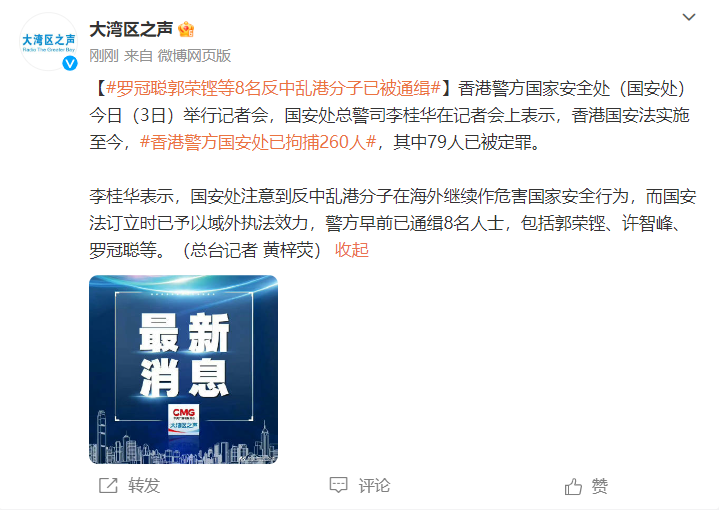 大湾区之声
Radio The Greater Bay
大湾区之声
刚刚 来自 微博网页版
【#罗冠聪郭荣铿等8名反中乱港分子已被通缉#】香港警方国家安全处（国安处）
今日（3日）举行记者会，国安处总警司李桂华在记者会上表示，香港国安法实施
至今，#香港警方国安处已拘捕260人#，其中79人已被定罪。
李桂华表示，国安处注意到反中乱港分子在海外继续作危害国家安全行为，而国安
法订立时已予以域外执法效力，警方早前已通缉8名人士，包括郭荣铿、许智峰、
罗冠聪等。（总台记者 黄梓荧） 收起
最新
消息
CMG
大湾区之声
转发
评论
赞